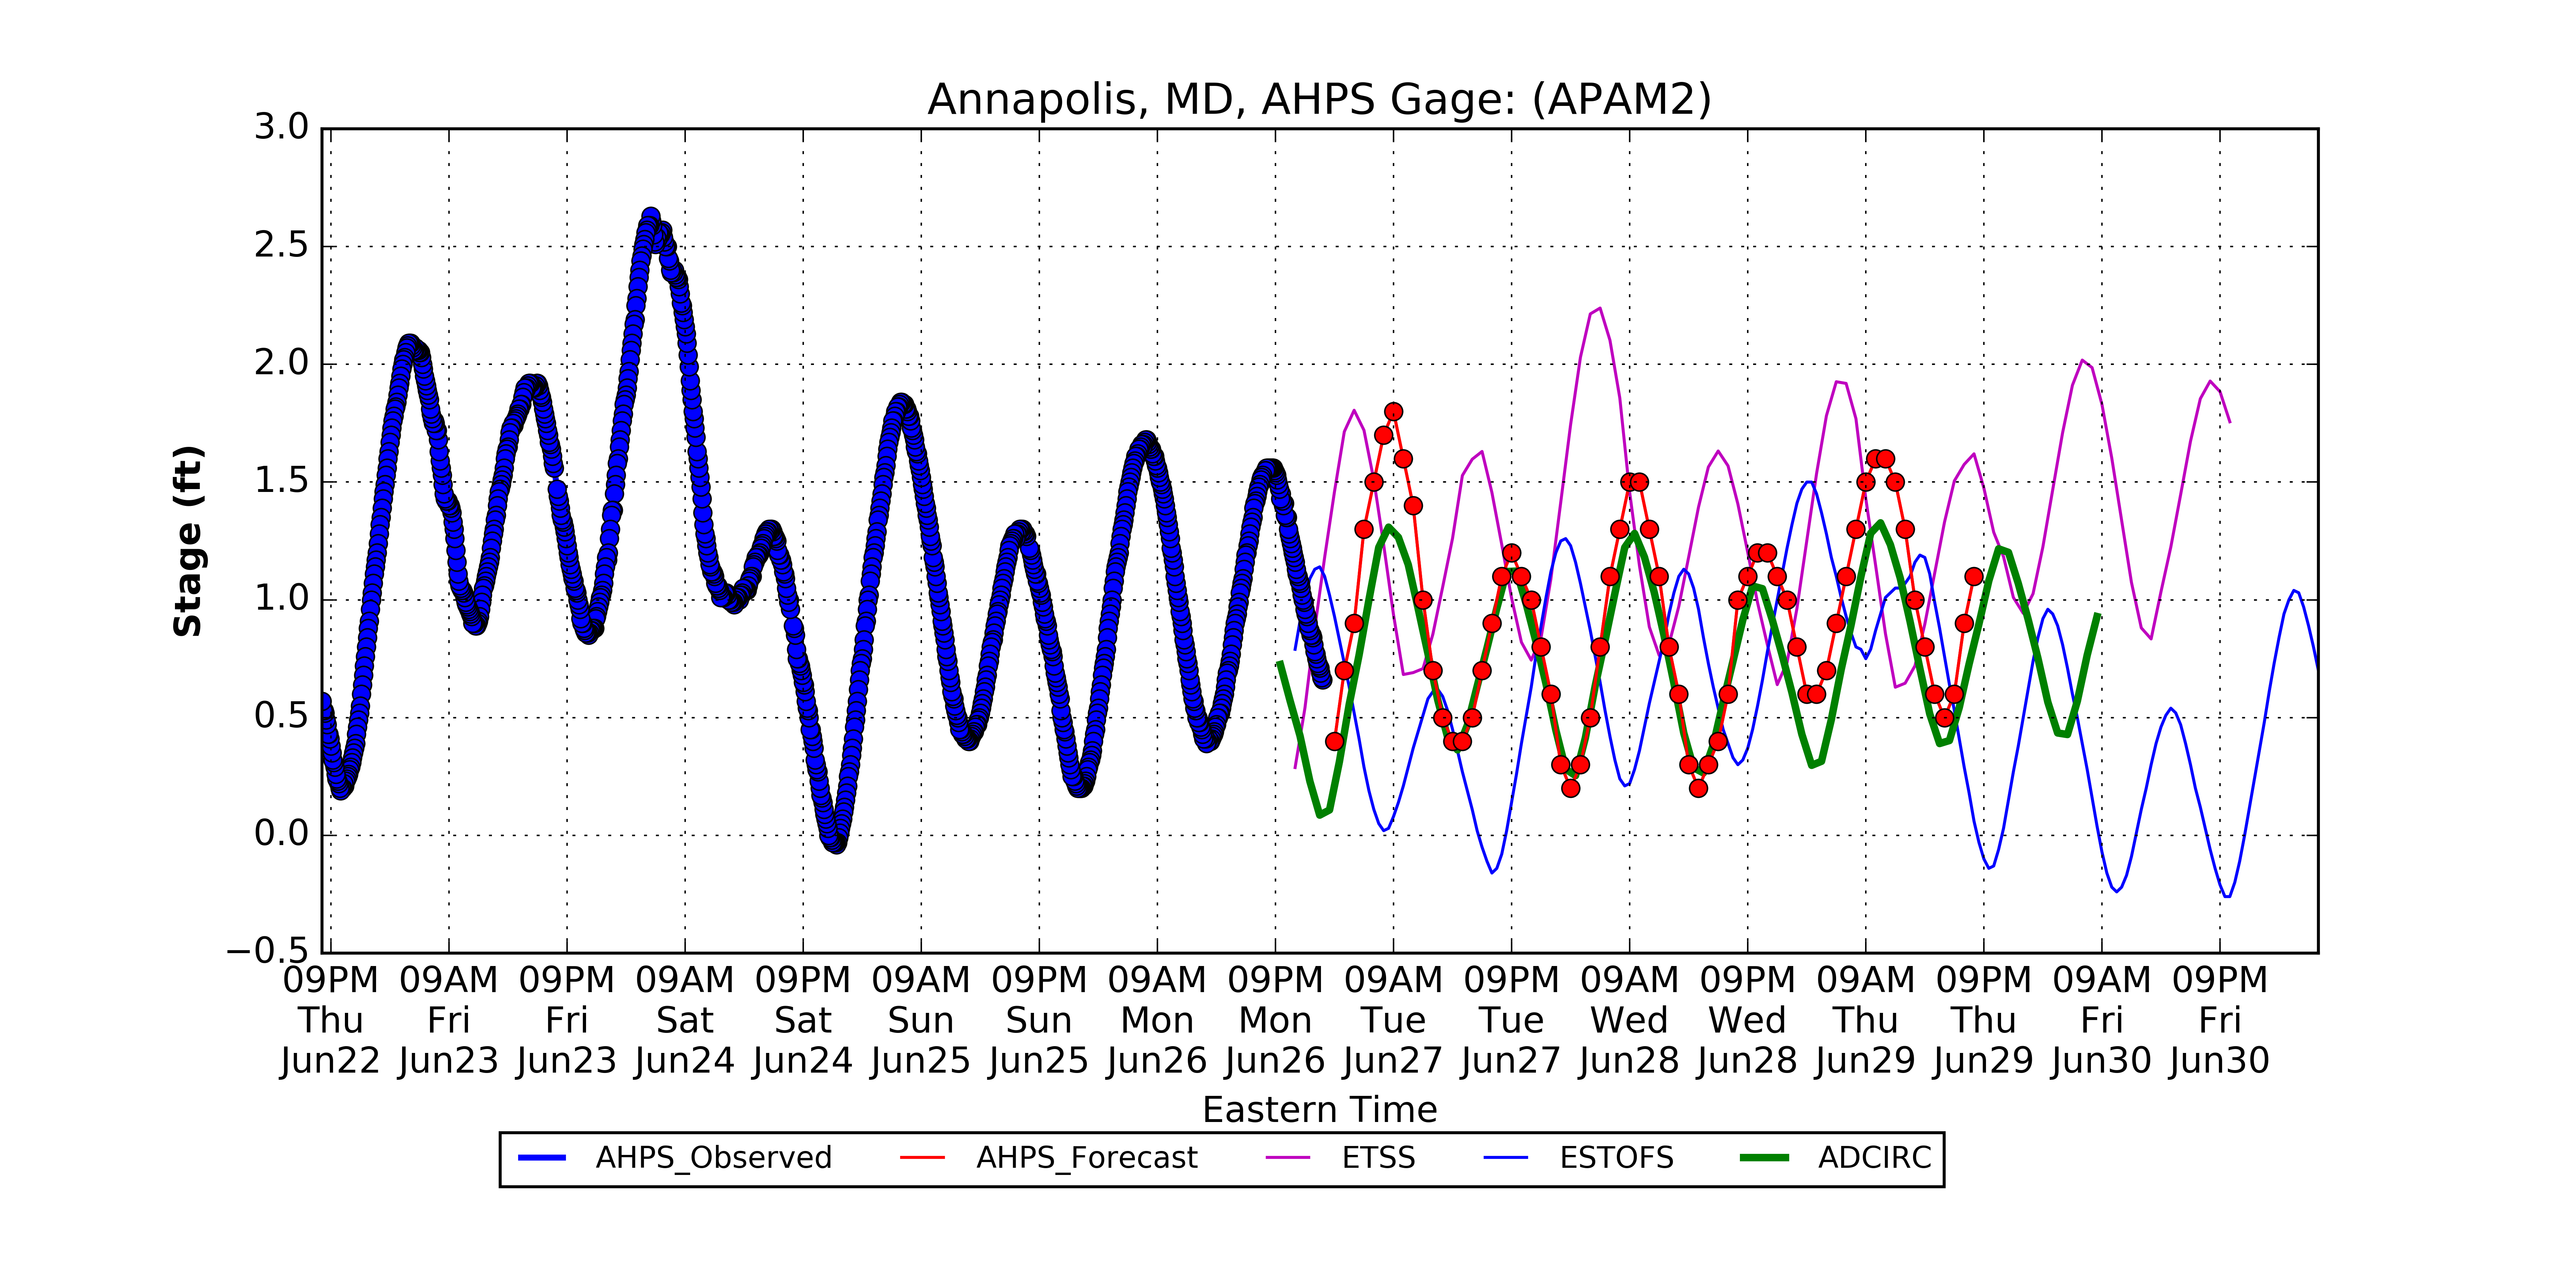 Annapolis, MD, AHPS Gage: (APAM2)
3.0
2.5
2.0
1.5
1.0
0.5
0.0
−0.5
Stage (ft)
09PM 09AM 09PM 09AM 09PM 09AM 09PM 09AM 09PM 09AM 09PM 09AM 09PM 09AM 09PM 09AM 09PM
Thu Fri Fri Sat Sat Sun Sun Mon Mon Tue Tue Wed Wed Thu Thu Fri Fri
Jun22 Jun23 Jun23 Jun24 Jun24 Jun25 Jun25 Jun26 Jun26 Jun27 Jun27 Jun28 Jun28 Jun29 Jun29 Jun30 Jun30
Eastern Time
AHPS_Observed AHPS_Forecast ETSS ESTOFS ADCIRC